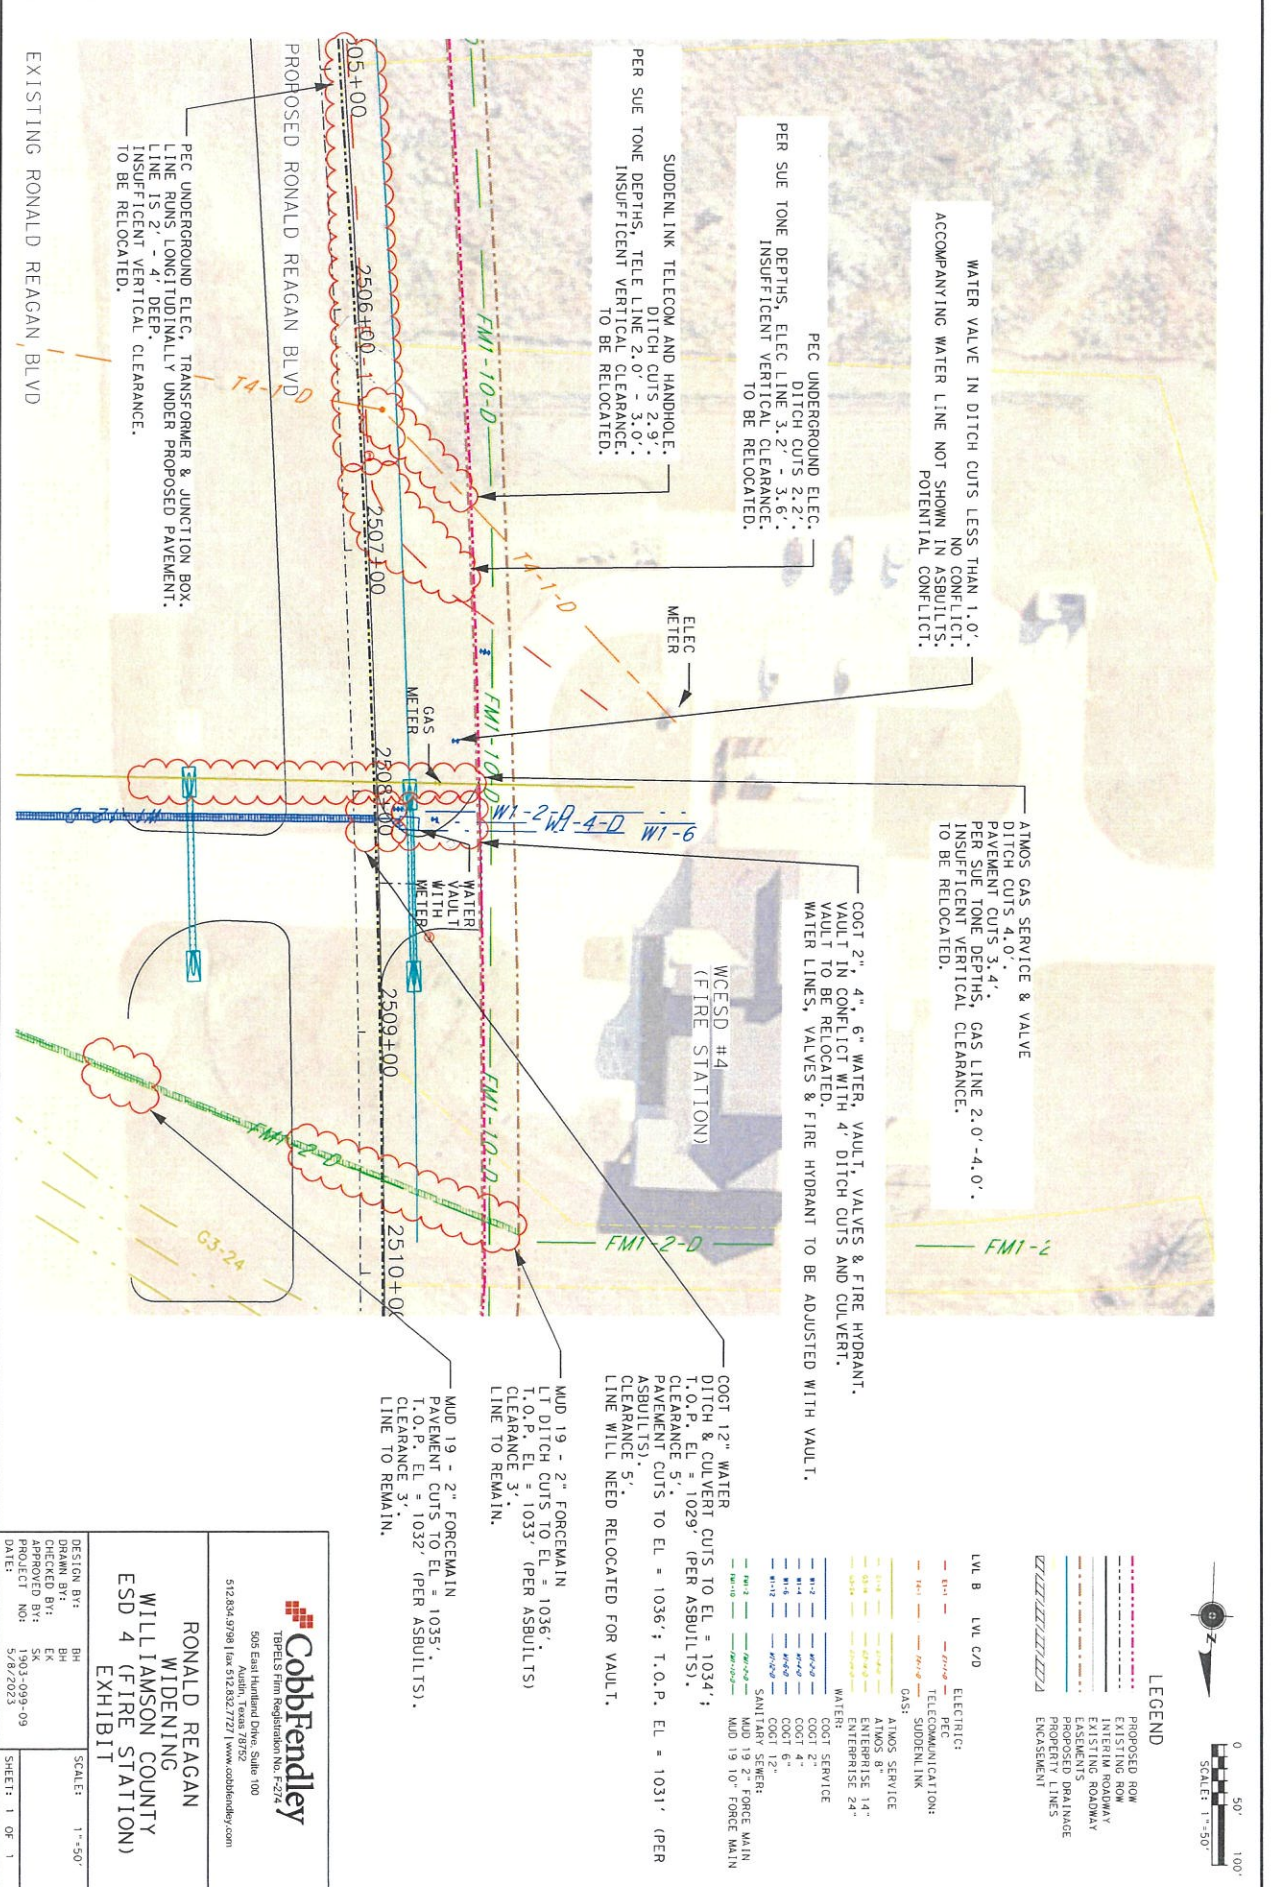 WATER VALVE IN DITCH CUTS LESS THAN 1.0'.
NO CONFLICT.
ACCOMPANYING WATER LINE NOT SHOWN IN ASBUILTS.
POTENTIAL CONFLICT.
PEC UNDERGROUND ELEC.
DITCH CUTS 2.2'.
PER SUE TONE DEPTHS, ELEC LINE 3.2' - 3.6'.
INSUFFICENT VERTICAL CLEARANCE.
TO BE RELOCATED.
SUDDENLINK TELECOM AND HANDHOLE.
DITCH CUTS 2.9'.
PER SUE TONE DEPTHS, TELE LINE 2.0' - 3.0'.
INSUFFICENT VERTICAL CLEARANCE.
TO BE RELOCATED.
ATMOS GAS SERVICE & VALVE
DITCH CUTS 4.0'.
PAVEMENT CUTS 3.4'.
PER SUE TONE DEPTHS, GAS LINE 2.0'-4.0'.
INSUFFICENT VERTICAL CLEARANCE.
TO BE RELOCATED.
COGT 2", 4", 6" WATER, VAULT, VALVES & FIRE HYDRANT.
VAULT IN CONFLICT WITH 4' DITCH CUTS AND CULVERT.
VAULT TO BE RELOCATED.
WATER LINES, VALVES & FIRE HYDRANT TO BE ADJUSTED WITH VAULT.
ELEC
METER
GAS
METER
WATER
VAULT
WITH
METER
WCESD #4
(FIRE STATION)
FM1-2
FM1-2-D
FM1-10-D
FM1-10-D
FM1-10-D
T4-1-D
T4-1-D
W1-2-D
W1-4-D
W1-6
W1-12-D
FM1-2-D
G3-24
05+00
2506+00
2507+00
2508+00
2509+00
2510+00
PROPOSED RONALD REAGAN BLVD
EXISTING RONALD REAGAN BLVD
PEC UNDERGROUND ELEC, TRANSFORMER & JUNCTION BOX.
LINE RUNS LONGITUDINALLY UNDER PROPOSED PAVEMENT.
LINE IS 2' - 4' DEEP.
INSUFFICENT VERTICAL CLEARANCE.
TO BE RELOCATED.
COGT 12" WATER
DITCH & CULVERT CUTS TO EL = 1034';
T.O.P. EL = 1029' (PER ASBUILTS).
CLEARANCE 5'.
PAVEMENT CUTS TO EL = 1036'; T.O.P. EL = 1031' (PER
ASBUILTS).
CLEARANCE 5'.
LINE WILL NEED RELOCATED FOR VAULT.
MUD 19 - 2" FORCEMAIN
LT DITCH CUTS TO EL = 1036'.
T.O.P. EL = 1033' (PER ASBUILTS)
CLEARANCE 3'.
LINE TO REMAIN.
MUD 19 - 2" FORCEMAIN
PAVEMENT CUTS TO EL = 1035'.
T.O.P. EL = 1032' (PER ASBUILTS).
CLEARANCE 3'.
LINE TO REMAIN.
N
0 50' 100'
SCALE: 1"=50'
LEGEND
PROPOSED ROW
EXISTING ROW
INTERIM ROADWAY
EXISTING ROADWAY
EASEMENTS
PROPOSED DRAINAGE
PROPERTY LINES
ENCASEMENT
LVL B LVL C/D
ELECTRIC:
PEC
TELECOMMUNICATION:
SUDDENLINK
GAS:
ATMOS SERVICE
ATMOS 8"
ENTERPRISE 14"
ENTERPRISE 24"
WATER:
COGT SERVICE
COGT 2"
COGT 4"
COGT 6"
COGT 12"
SANITARY SEWER:
MUD 19 2" FORCE MAIN
MUD 19 10" FORCE MAIN
CobbFendley
TBPELS Firm Registration No. F-274
505 East Huntland Drive, Suite 100
Austin, Texas 78752
512.834.9798 | fax 512.832.7727 | www.cobbfendley.com
RONALD REAGAN
WIDENING
WILLIAMSON COUNTY
ESD 4 (FIRE STATION)
EXHIBIT
DESIGN BY: BH
DRAWN BY: BH
CHECKED BY: EK
APPROVED BY: SK
PROJECT NO: 1903-099-09
DATE: 5/8/2023
SCALE: 1"=50'
SHEET: 1 OF 1